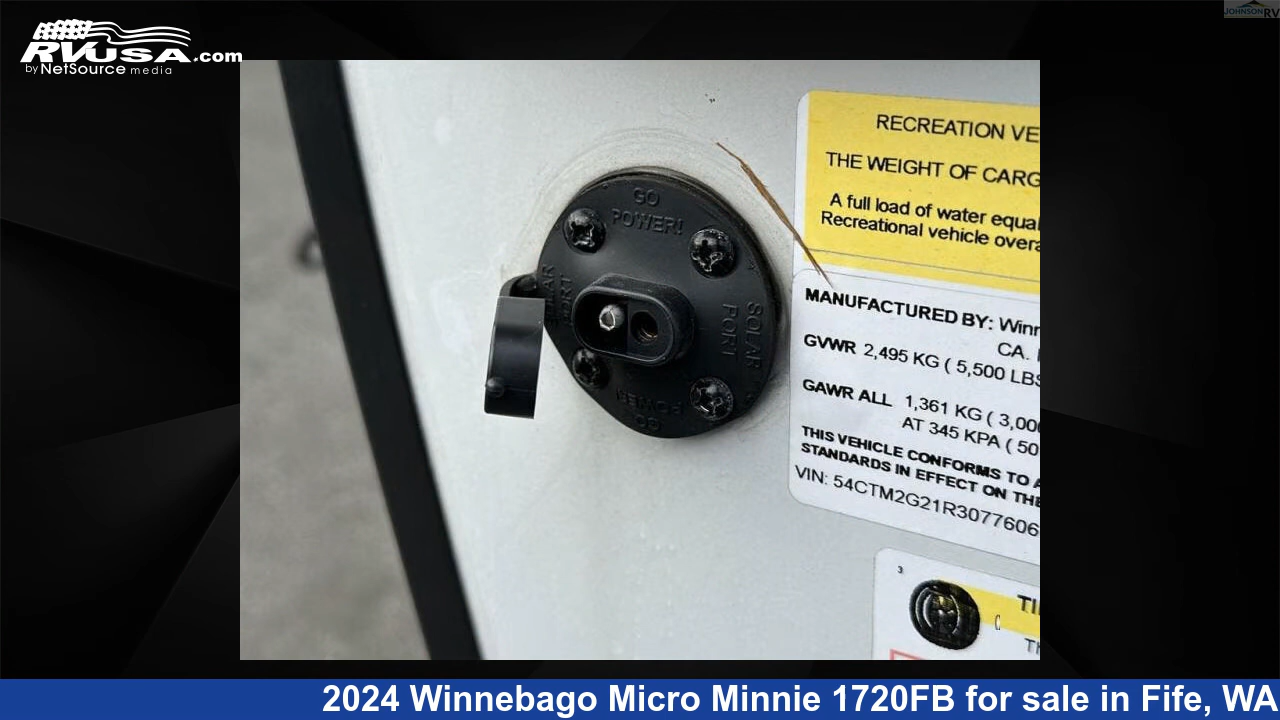 RVUSA.com
by NetSource media
JOHNSON RV
GO
POWER!
SOLAR
PORT
SOLAR
PORT
GO
POWER!
RECREATION VE
THE WEIGHT OF CARG
A full load of water equal
Recreational vehicle overa
MANUFACTURED BY: Winn
CA.
GVWR 2,495 KG ( 5,500 LBS
GAWR ALL 1,361 KG ( 3,00
AT 345 KPA ( 50
THIS VEHICLE CONFORMS TO A
STANDARDS IN EFFECT ON THE
VIN: 54CTM2G21R3077606
3
TI
TH
2024 Winnebago Micro Minnie 1720FB for sale in Fife, WA